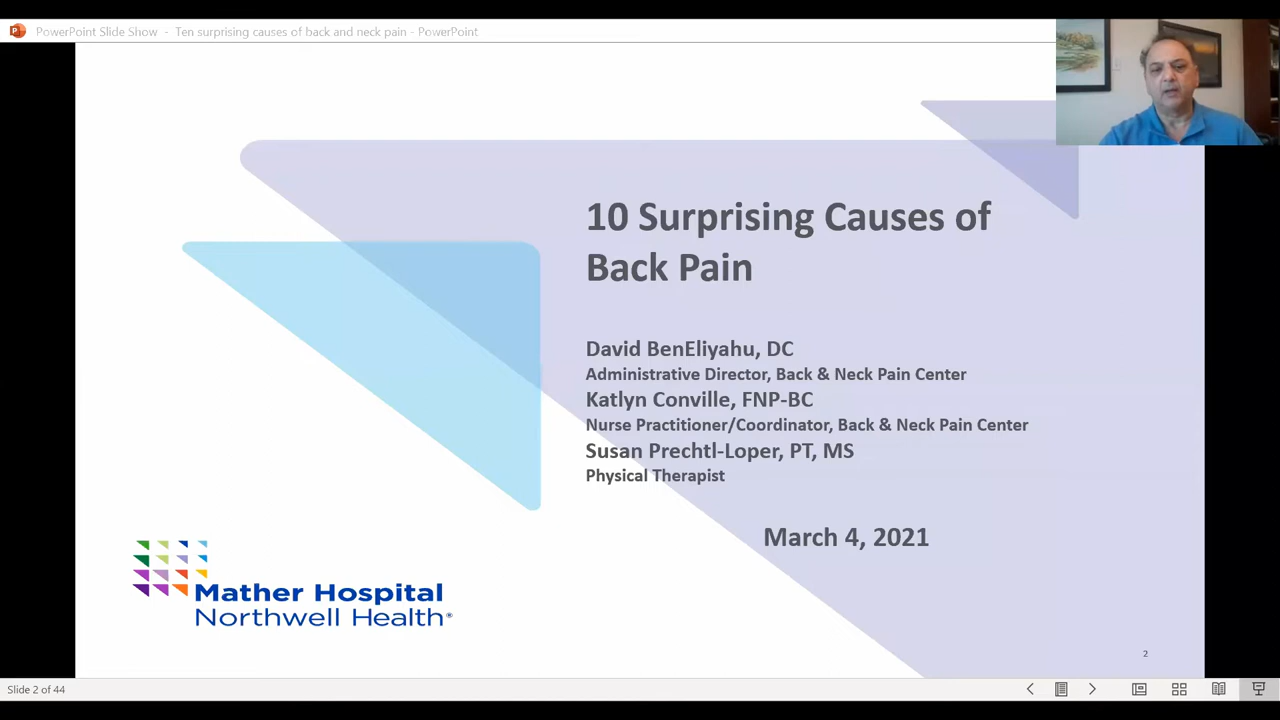 PowerPoint Slide Show - Ten surprising causes of back and neck pain - PowerPoint
10 Surprising Causes of
Back Pain
David BenEliyahu, DC
Administrative Director, Back & Neck Pain Center
Katlyn Conville, FNP-BC
Nurse Practitioner/Coordinator, Back & Neck Pain Center
Susan Prechtl-Loper, PT, MS
Physical Therapist
March 4, 2021
Mather Hospital
Northwell Health®
2
Slide 2 of 44